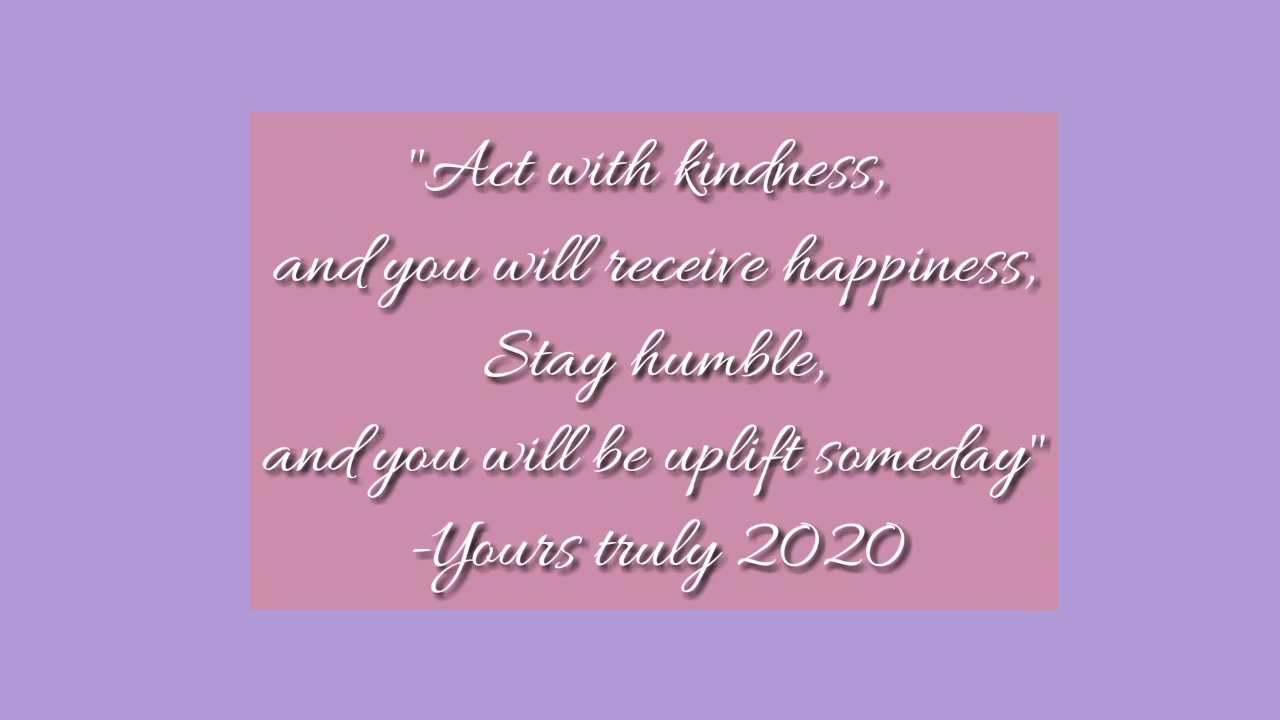 "Act with kindness,
and you will receive happiness,
Stay humble,
and you will be uplift someday"
-Yours truly 2020